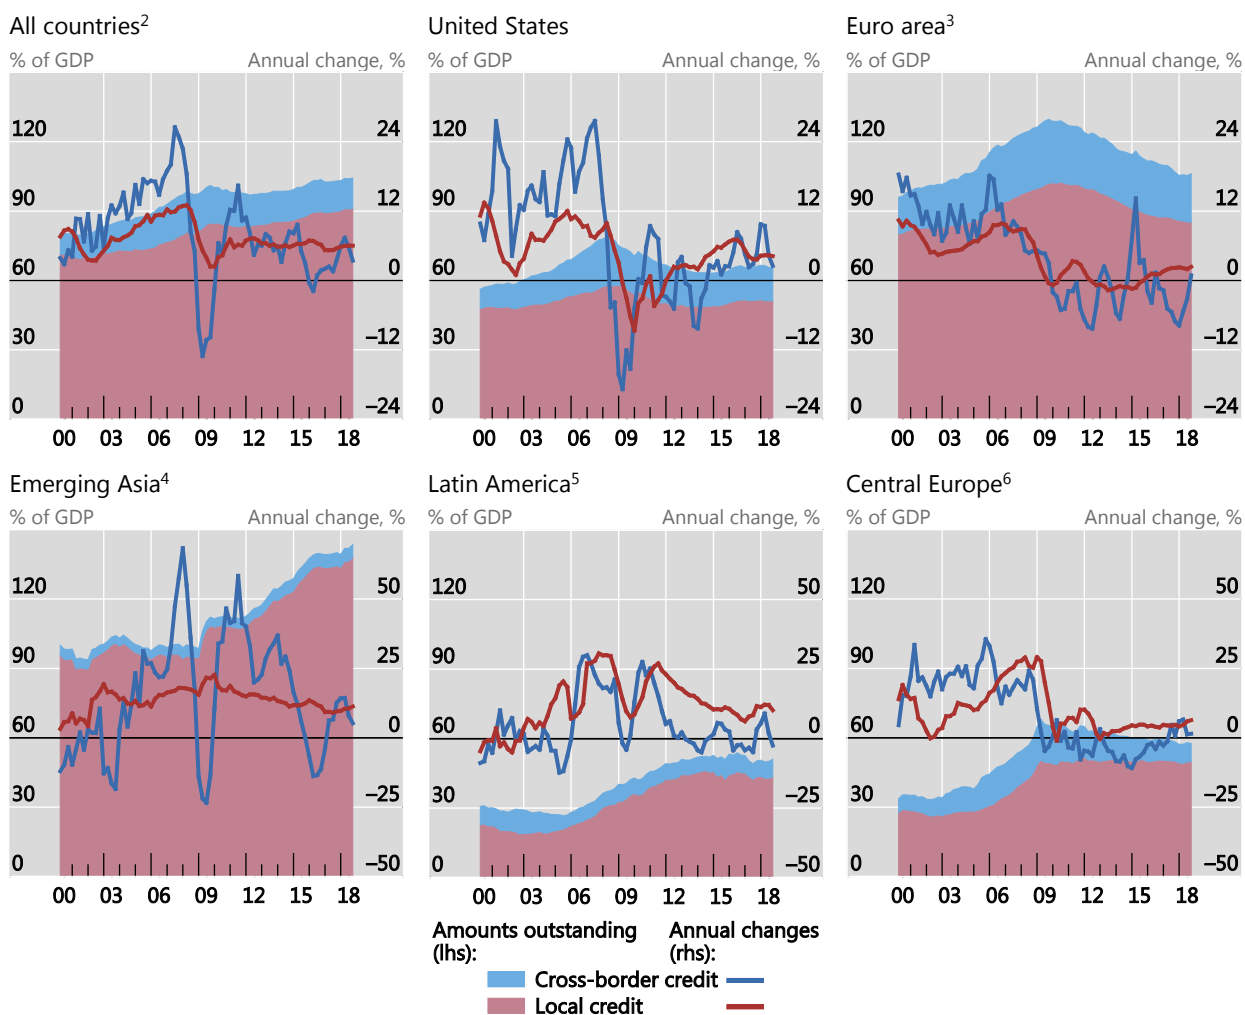 All countries2 United States Euro area3
% of GDP Annual change, % % of GDP Annual change, % % of GDP Annual change, %
120 24 120 24 120 24
90 12 90 12 90 12
60 0 60 0 60 0
30 –12 30 –12 30 –12
0 –24 0 –24 0 –24
00 03 06 09 12 15 18 00 03 06 09 12 15 18 00 03 06 09 12 15 18
Emerging Asia4 Latin America5 Central Europe6
% of GDP Annual change, % % of GDP Annual change, % % of GDP Annual change, %
120 50 120 50 120 50
90 25 90 25 90 25
60 0 60 0 60 0
30 –25 30 –25 30 –25
0 –50 0 –50 0 –50
00 03 06 09 12 15 18 00 03 06 09 12 15 18 00 03 06 09 12 15 18
Amounts outstanding Annual changes
(lhs): (rhs):
Cross-border credit
Local credit